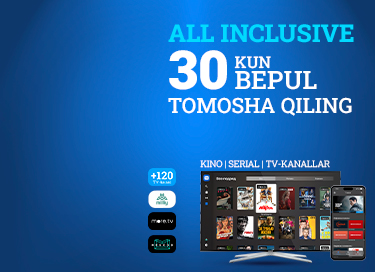 ALL INCLUSIVE
30 KUN
BEPUL
TOMOSHA QILING
KINO | SERIAL | TV-KANALLAR
+120
more.tv